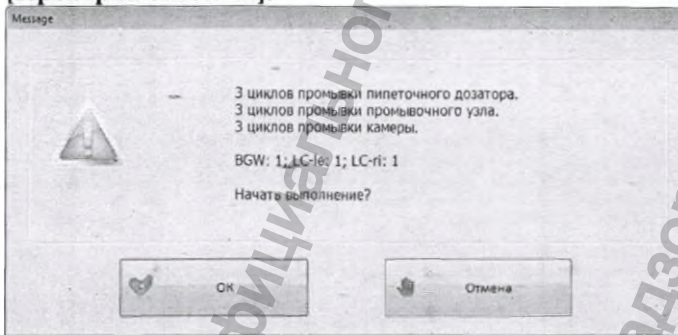 Message
3 циклов промывки пипеточного дозатора.
3 циклов промывки промывочного узла.
3 циклов промывки камеры.
BGW: 1; LC-le: 1; LC-ri: 1
Начать выполнение?
OK
Отмена